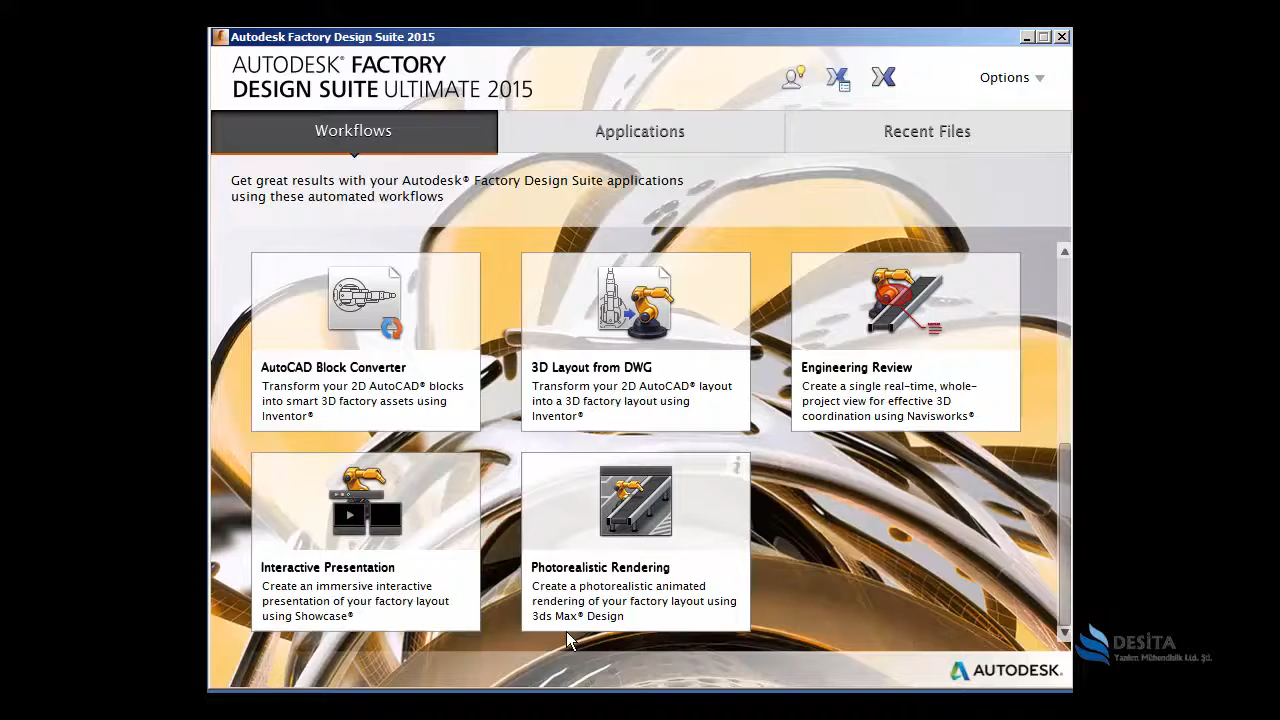 Autodesk Factory Design Suite 2015
AUTODESK® FACTORY
DESIGN SUITE ULTIMATE 2015
Options
Workflows
Applications
Recent Files
Get great results with your Autodesk® Factory Design Suite applications
using these automated workflows
AutoCAD Block Converter
Transform your 2D AutoCAD® blocks
into smart 3D factory assets using
Inventor®
3D Layout from DWG
Transform your 2D AutoCAD® layout
into a 3D factory layout using
Inventor®
Engineering Review
Create a single real-time, whole-
project view for effective 3D
coordination using Navisworks®
Interactive Presentation
Create an immersive interactive
presentation of your factory layout
using Showcase®
Photorealistic Rendering
Create a photorealistic animated
rendering of your factory layout using
3ds Max® Design
AUTODESK.
DESİTA
Yazılım Mühendislik Ltd. Şti.